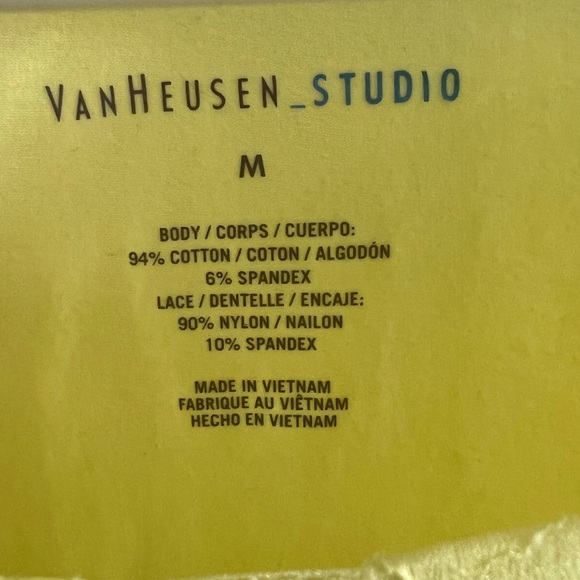 VANHEUSEN_STUDIO
M
BODY / CORPS / CUERPO:
94% COTTON / COTON / ALGODÓN
6% SPANDEX
LACE / DENTELLE / ENCAJE:
90% NYLON / NAILON
10% SPANDEX
MADE IN VIETNAM
FABRIQUE AU VIÊTNAM
HECHO EN VIETNAM